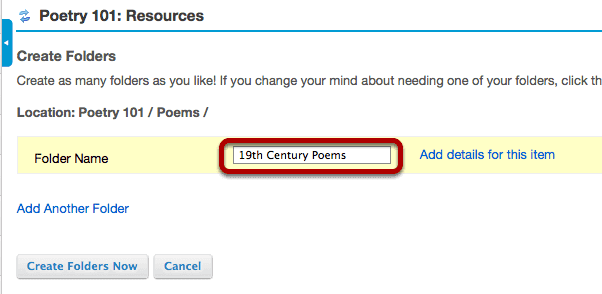 Poetry 101: Resources
Create Folders
Create as many folders as you like! If you change your mind about needing one of your folders, click th
Location: Poetry 101 / Poems /
Folder Name 19th Century Poems Add details for this item
Add Another Folder
Create Folders Now Cancel